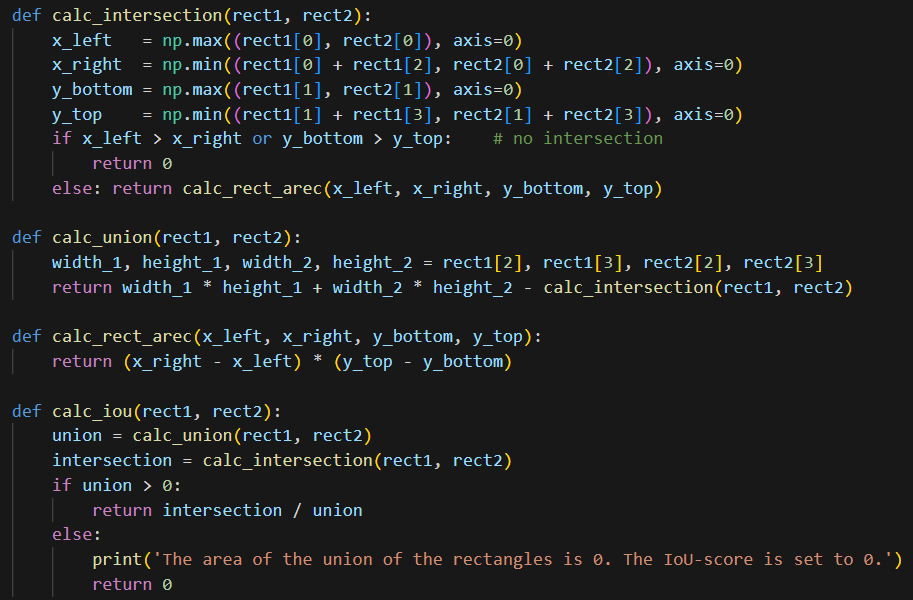 def calc_intersection(rect1, rect2):
    x_left   = np.max((rect1[0], rect2[0]), axis=0)
    x_right  = np.min((rect1[0] + rect1[2], rect2[0] + rect2[2]), axis=0)
    y_bottom = np.max((rect1[1], rect2[1]), axis=0)
    y_top    = np.min((rect1[1] + rect1[3], rect2[1] + rect2[3]), axis=0)
    if x_left > x_right or y_bottom > y_top:    # no intersection
        return 0
    else: return calc_rect_arec(x_left, x_right, y_bottom, y_top)

def calc_union(rect1, rect2):
    width_1, height_1, width_2, height_2 = rect1[2], rect1[3], rect2[2], rect2[3]
    return width_1 * height_1 + width_2 * height_2 - calc_intersection(rect1, rect2)

def calc_rect_arec(x_left, x_right, y_bottom, y_top):
    return (x_right - x_left) * (y_top - y_bottom)

def calc_iou(rect1, rect2):
    union = calc_union(rect1, rect2)
    intersection = calc_intersection(rect1, rect2)
    if union > 0:
        return intersection / union
    else:
        print('The area of the union of the rectangles is 0. The IoU-score is set to 0.')
        return 0